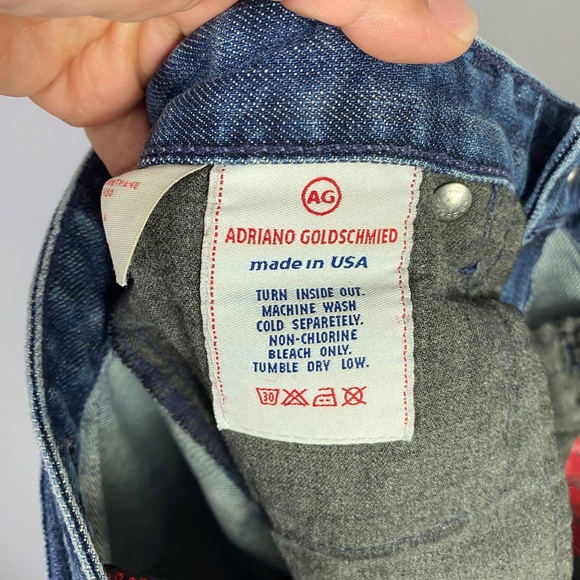 AG
ADRIANO GOLDSCHMIED
made in USA
TURN INSIDE OUT.
MACHINE WASH
COLD SEPARETELY.
NON-CHLORINE
BLEACH ONLY.
TUMBLE DRY LOW.
30